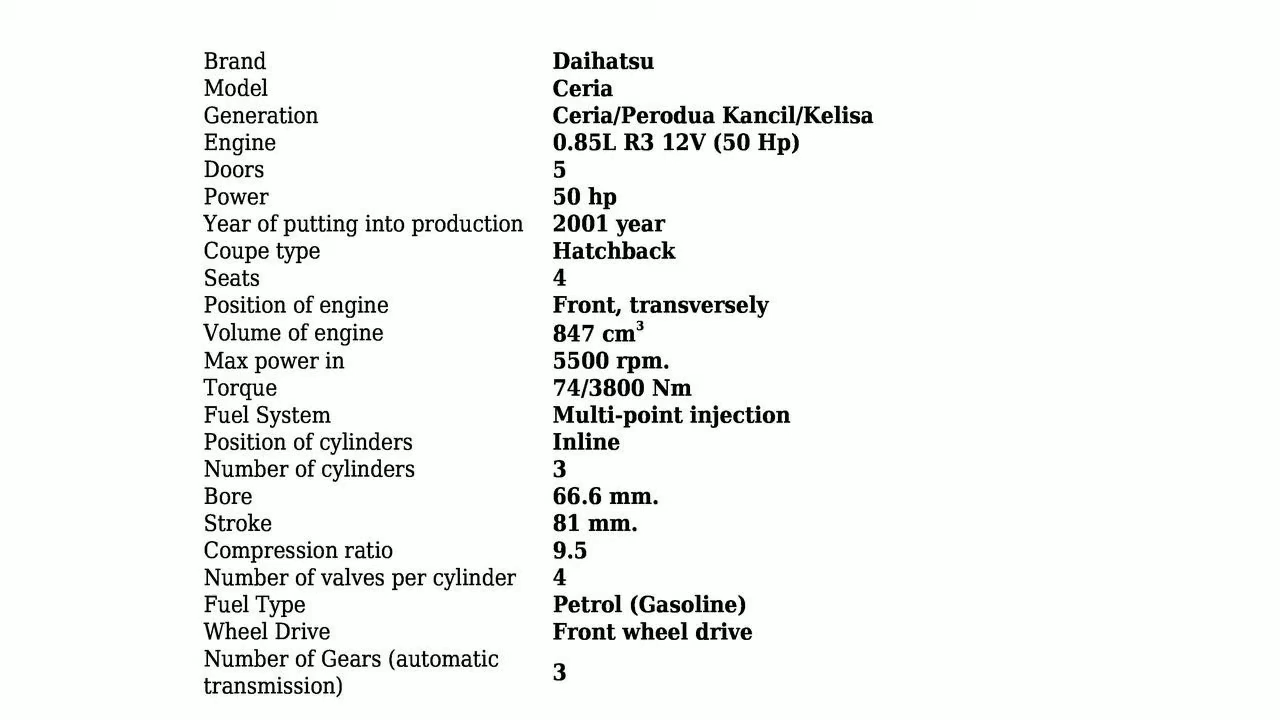 Brand Daihatsu
Model Ceria
Generation Ceria/Perodua Kancil/Kelisa
Engine 0.85L R3 12V (50 Hp)
Doors 5
Power 50 hp
Year of putting into production 2001 year
Coupe type Hatchback
Seats 4
Position of engine Front, transversely
Volume of engine 847 cm³
Max power in 5500 rpm.
Torque 74/3800 Nm
Fuel System Multi-point injection
Position of cylinders Inline
Number of cylinders 3
Bore 66.6 mm.
Stroke 81 mm.
Compression ratio 9.5
Number of valves per cylinder 4
Fuel Type Petrol (Gasoline)
Wheel Drive Front wheel drive
Number of Gears (automatic
transmission) 3